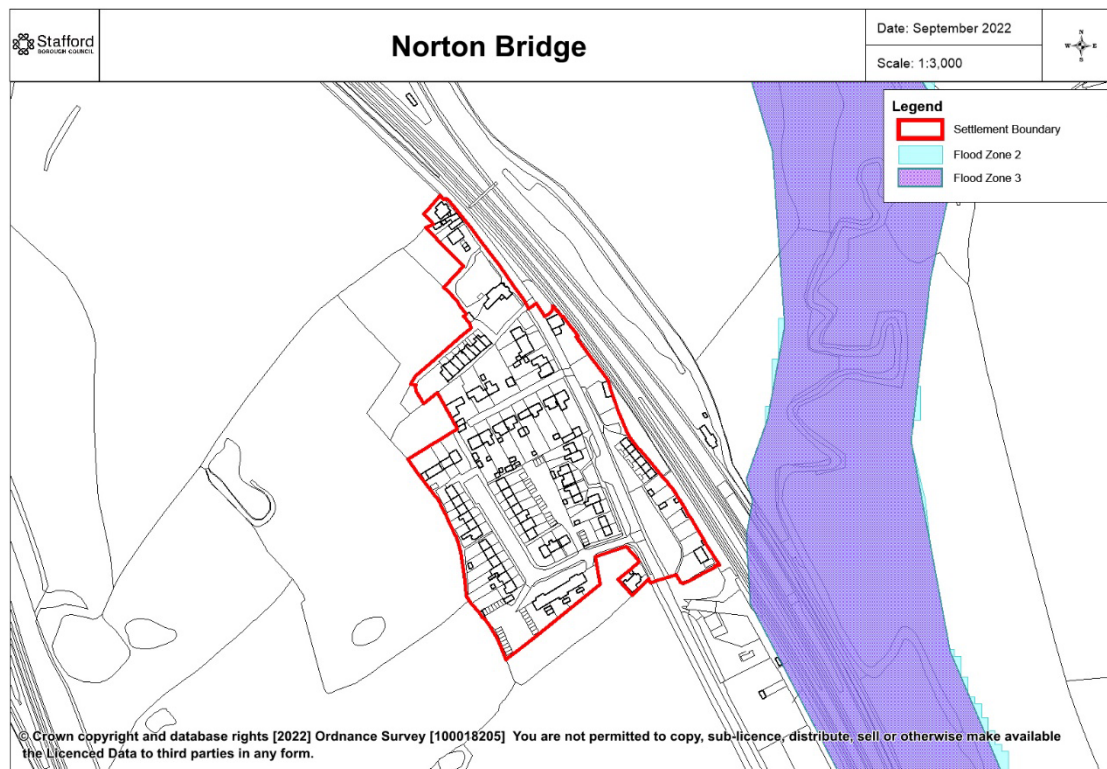 Stafford
BOROUGH COUNCIL
Norton Bridge
Date: September 2022
Scale: 1:3,000
N
W E
S
Legend
Settlement Boundary
Flood Zone 2
Flood Zone 3
© Crown copyright and database rights [2022] Ordnance Survey [100018205] You are not permitted to copy, sub-licence, distribute, sell or otherwise make available
the Licenced Data to third parties in any form.